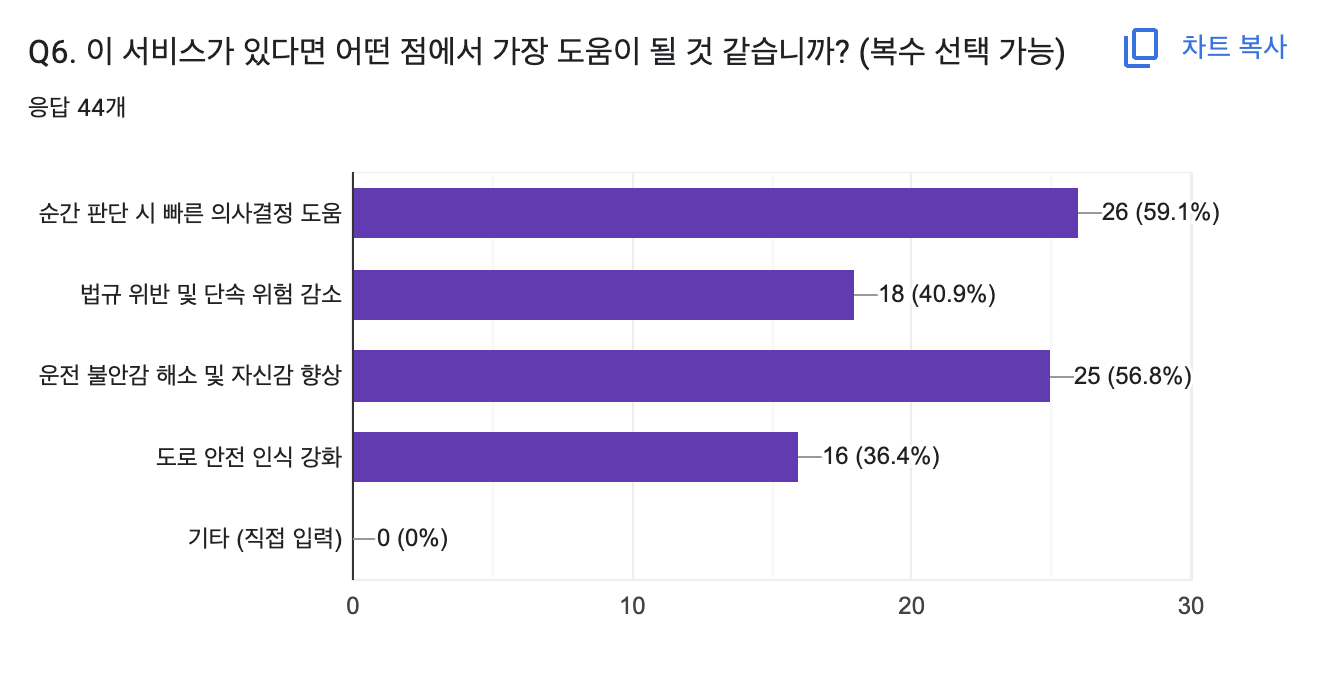 Q6. 이 서비스가 있다면 어떤 점에서 가장 도움이 될 것 같습니까? (복수 선택 가능)
차트 복사
응답 44개
순간 판단 시 빠른 의사결정 도움
26 (59.1%)
법규 위반 및 단속 위험 감소
18 (40.9%)
운전 불안감 해소 및 자신감 향상
25 (56.8%)
도로 안전 인식 강화
16 (36.4%)
기타 (직접 입력)
0 (0%)
0 10 20 30